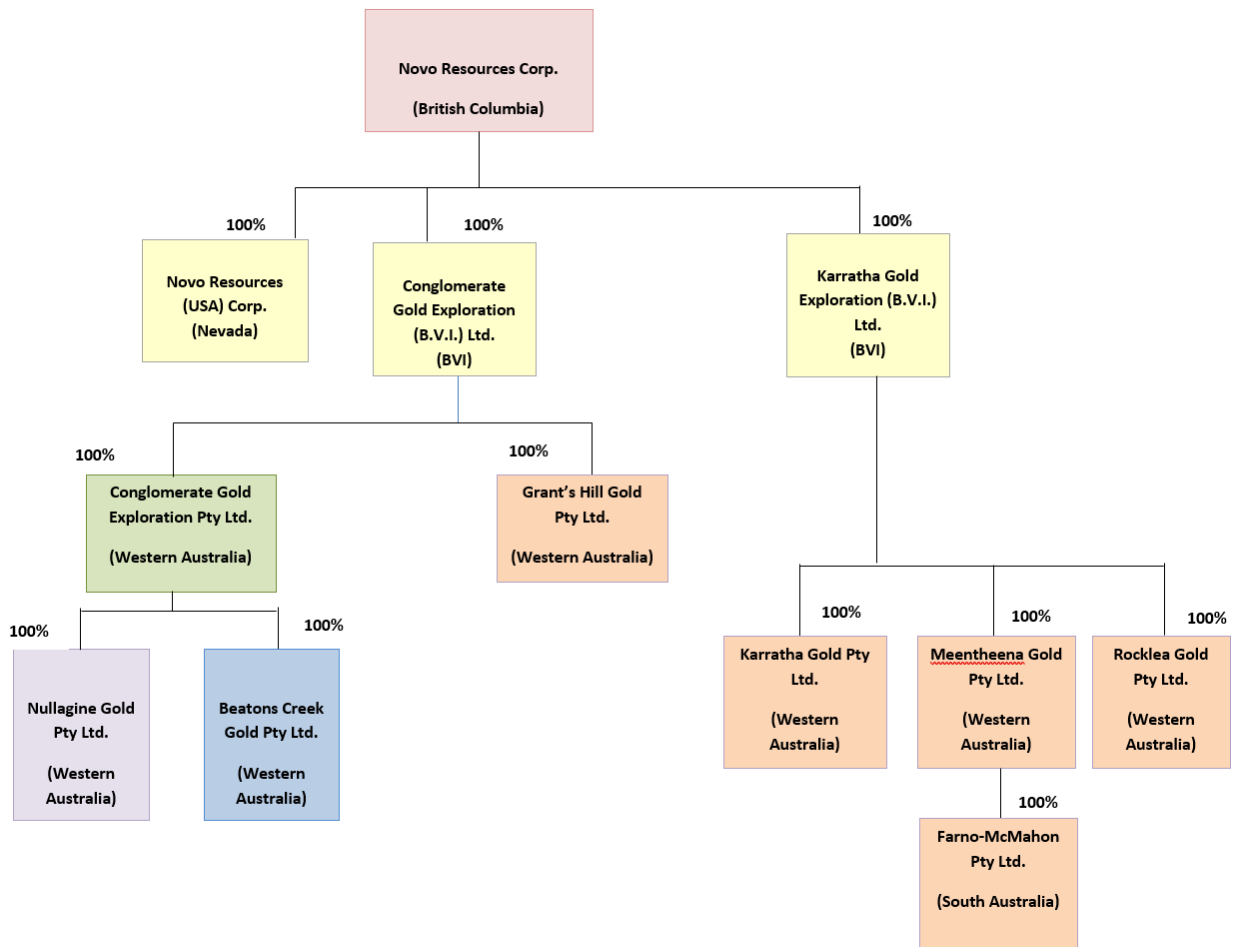 Novo Resources Corp.
(British Columbia)
100%
100%
100%
Novo Resources
(USA) Corp.
(Nevada)
Conglomerate
Gold Exploration
(B.V.I.) Ltd.
(BVI)
Karratha Gold
Exploration (B.V.I.)
Ltd.
(BVI)
100%
100%
Conglomerate Gold
Exploration Pty Ltd.
(Western Australia)
Grant’s Hill Gold
Pty Ltd.
(Western Australia)
100%
100%
100%
100%
100%
Nullagine Gold
Pty Ltd.
(Western
Australia)
Beatons Creek
Gold Pty Ltd.
(Western
Australia)
Karratha Gold Pty
Ltd.
(Western
Australia)
Meentheena Gold
Pty Ltd.
(Western
Australia)
Rocklea Gold
Pty Ltd.
(Western
Australia)
100%
Farno-McMahon
Pty Ltd.
(South Australia)